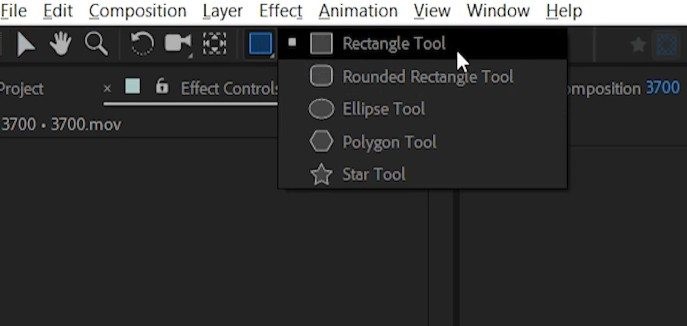 File Edit Composition Layer Effect Animation View Window Help
Rectangle Tool
Rounded Rectangle Tool
Ellipse Tool
Polygon Tool
Star Tool
Project × Effect Controls omposition 3700
3700 • 3700.mov